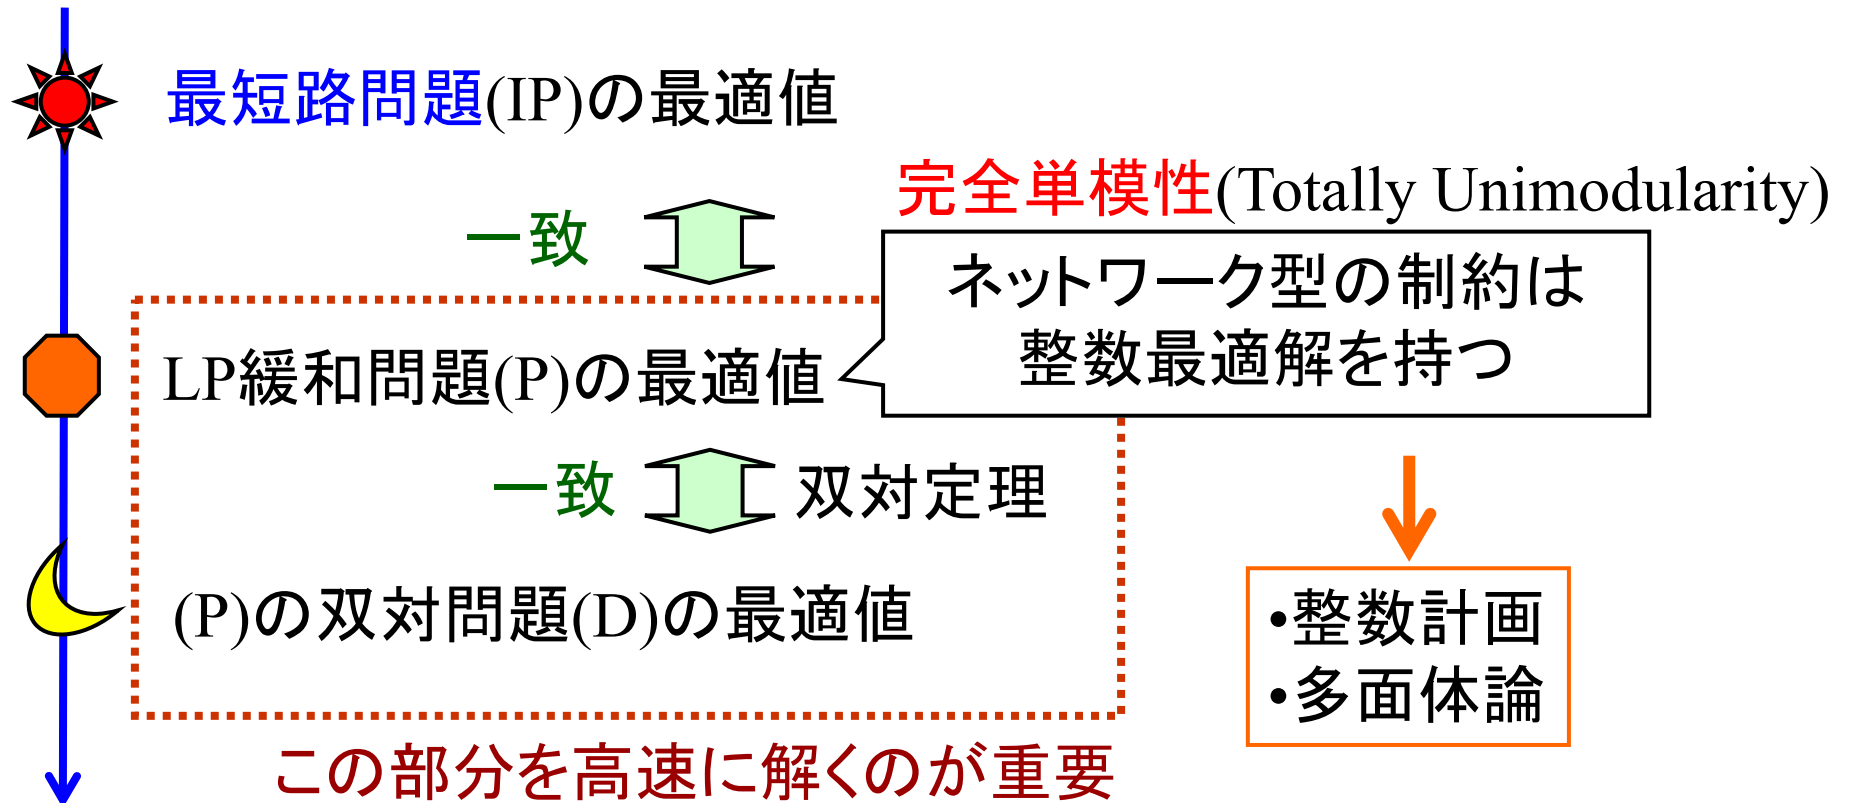 最短路問題(IP)の最適値
完全単模性(Totally Unimodularity)
一致
ネットワーク型の制約は
整数最適解を持つ
LP緩和問題(P)の最適値
一致 双対定理
(P)の双対問題(D)の最適値
•整数計画
•多面体論
この部分を高速に解くのが重要